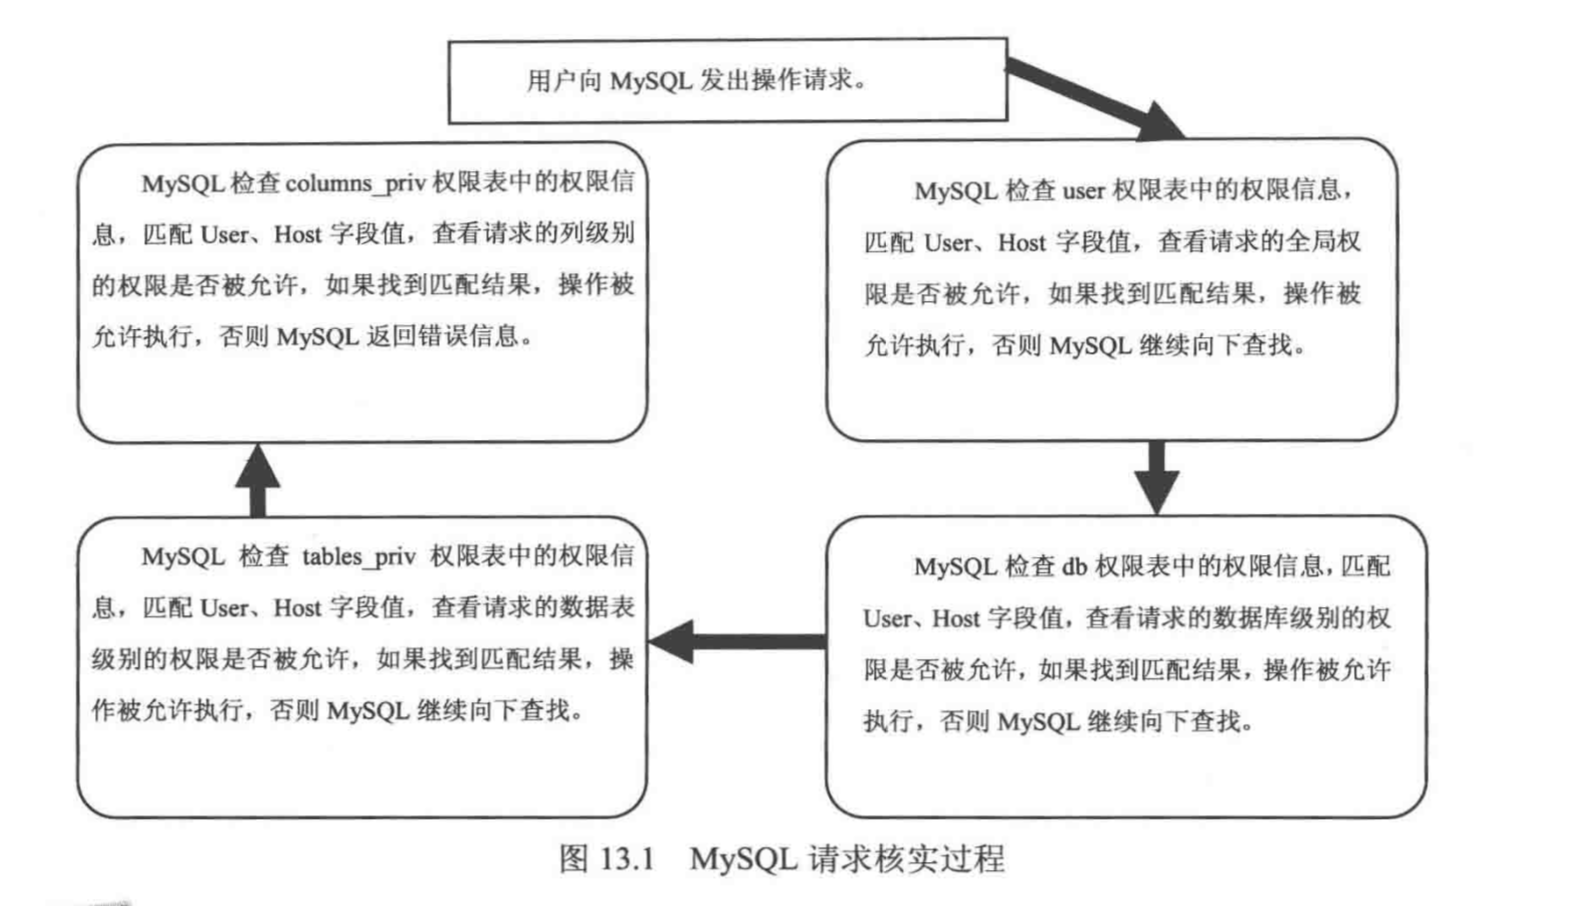 用户向 MySQL 发出操作请求。
MySQL 检查 user 权限表中的权限信息，
匹配 User、Host 字段值，查看请求的全局权
限是否被允许，如果找到匹配结果，操作被
允许执行，否则 MySQL 继续向下查找。
MySQL 检查 db 权限表中的权限信息，匹配
User、Host 字段值，查看请求的数据库级别的权
限是否被允许，如果找到匹配结果，操作被允许
执行，否则 MySQL 继续向下查找。
MySQL 检查 tables_priv 权限表中的权限信
息，匹配 User、Host 字段值，查看请求的数据表
级别的权限是否被允许，如果找到匹配结果，操
作被允许执行，否则 MySQL 继续向下查找。
MySQL 检查 columns_priv 权限表中的权限信
息，匹配 User、Host 字段值，查看请求的列级别
的权限是否被允许，如果找到匹配结果，操作被
允许执行，否则 MySQL 返回错误信息。
图 13.1 MySQL 请求核实过程